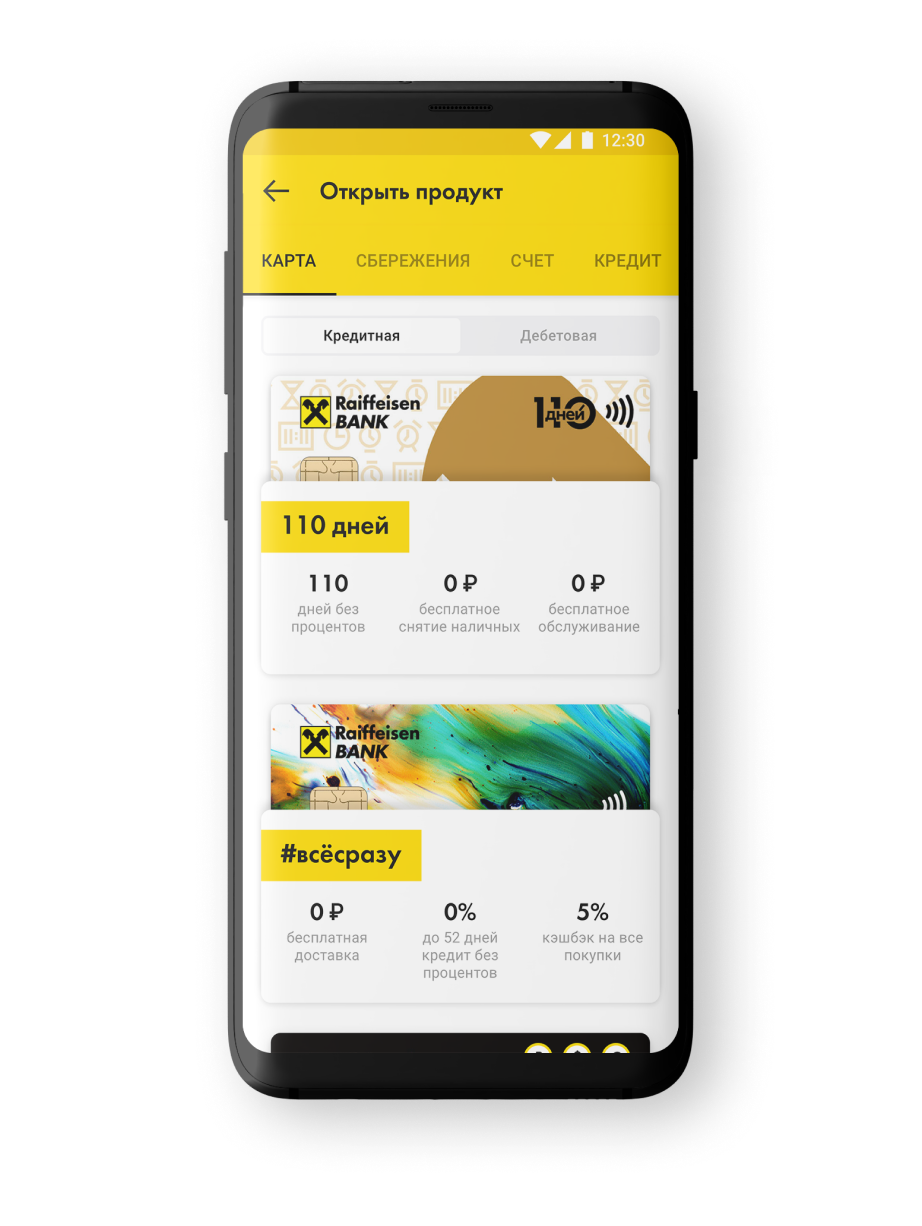 12:30
Открыть продукт
КАРТА СБЕРЕЖЕНИЯ СЧЕТ КРЕДИТ
Кредитная Дебетовая
Raiffeisen
BANK
110 дней
110 дней
110 0 ₽ 0 ₽
дней без бесплатное бесплатное
процентов снятие наличных обслуживание
Raiffeisen
BANK
#всёсразу
0 ₽ 0% 5%
бесплатная до 52 дней кэшбэк на все
доставка кредит без покупки
процентов